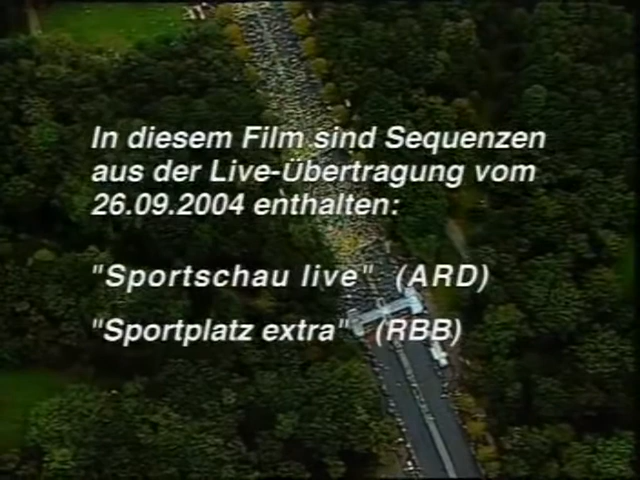 In diesem Film sind Sequenzen
aus der Live-Übertragung vom
26.09.2004 enthalten:
"Sportschau live" (ARD)
"Sportplatz extra" (RBB)